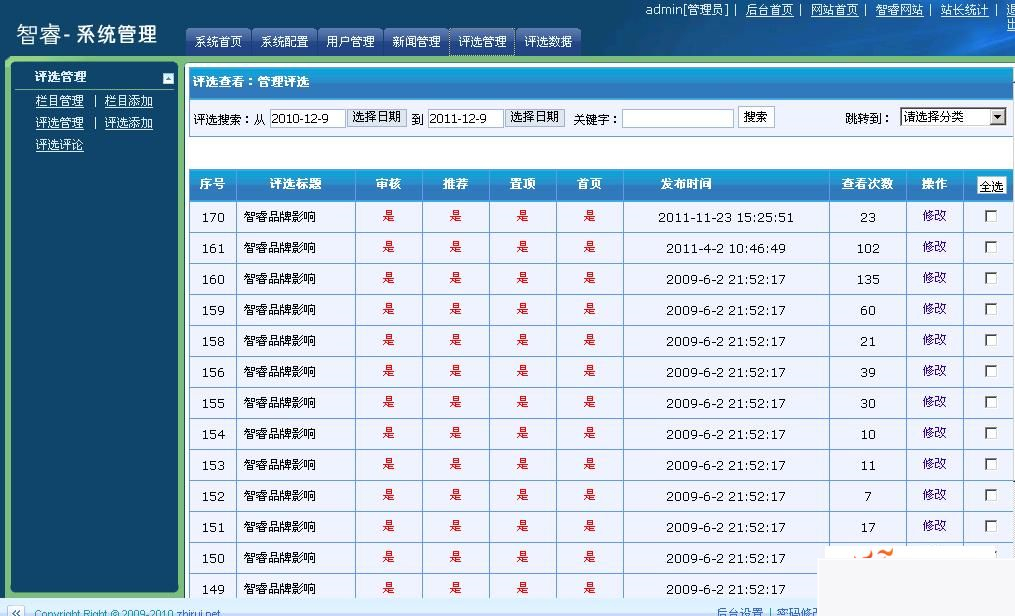 admin[管理员] | 后台首页 | 网站首页 | 智睿网站 | 站长统计 |
智睿- 系统管理
系统首页 系统配置 用户管理 新闻管理 评选管理 评选数据
评选管理
栏目管理 | 栏目添加
评选管理 | 评选添加
评选评论
评选查看：管理评选
评选搜索：从 2010-12-9 选择日期 到 2011-12-9 选择日期 关键字： 搜索 跳转到： 请选择分类
序号 评选标题 审核 推荐 置顶 首页 发布时间 查看次数 操作 全选
170 智睿品牌影响 是 是 是 是 2011-11-23 15:25:51 23 修改
161 智睿品牌影响 是 是 是 是 2011-4-2 10:46:49 102 修改
160 智睿品牌影响 是 是 是 是 2009-6-2 21:52:17 135 修改
159 智睿品牌影响 是 是 是 是 2009-6-2 21:52:17 60 修改
158 智睿品牌影响 是 是 是 是 2009-6-2 21:52:17 21 修改
156 智睿品牌影响 是 是 是 是 2009-6-2 21:52:17 39 修改
155 智睿品牌影响 是 是 是 是 2009-6-2 21:52:17 30 修改
154 智睿品牌影响 是 是 是 是 2009-6-2 21:52:17 10 修改
153 智睿品牌影响 是 是 是 是 2009-6-2 21:52:17 11 修改
152 智睿品牌影响 是 是 是 是 2009-6-2 21:52:17 7 修改
151 智睿品牌影响 是 是 是 是 2009-6-2 21:52:17 17 修改
150 智睿品牌影响 是 是 是 是 2009-6-2 21:52:17
149 智睿品牌影响 是 是 是 是 2009-6-2 21:52:17
Copyright Right © 2009-2010 zhirui.net
后台设置 | 密码修改